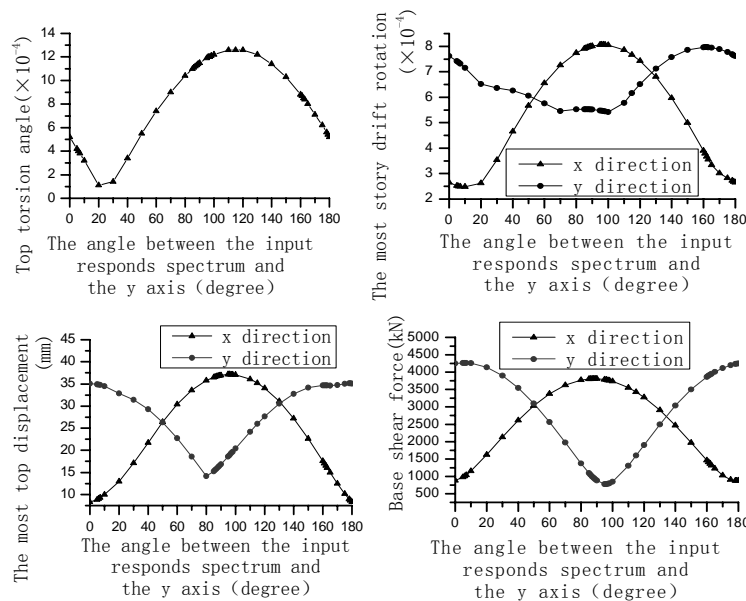 Top torsion angle(×10⁻⁴)
14
12
10
8
6
4
2
0
0 20 40 60 80 100 120 140 160 180
The angle between the input
responds spectrum and
the y axis(degree)
The most story drift rotation
(×10⁻⁴)
8
7
6
5
4
3
2
x direction
y direction
0 20 40 60 80 100 120 140 160 180
The angle between the input
responds spectrum and
the y axis(degree)
The most top displacement
(mm)
45
40
35
30
25
20
15
10
x direction
y direction
0 20 40 60 80 100 120 140 160 180
The angle between the input
responds spectrum and
the y axis(degree)
Base shear force(kN)
5000
4500
4000
3500
3000
2500
2000
1500
1000
500
x direction
y direction
0 20 40 60 80 100 120 140 160 180
The angle between the input
responds spectrum and
the y axis(degree)